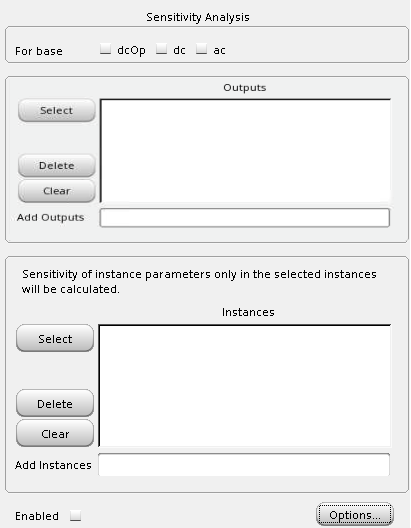 Sensitivity Analysis
For base dcOp dc ac
Outputs
Select
Delete
Clear
Add Outputs
Sensitivity of instance parameters only in the selected instances
will be calculated.
Instances
Select
Delete
Clear
Add Instances
Enabled Options...